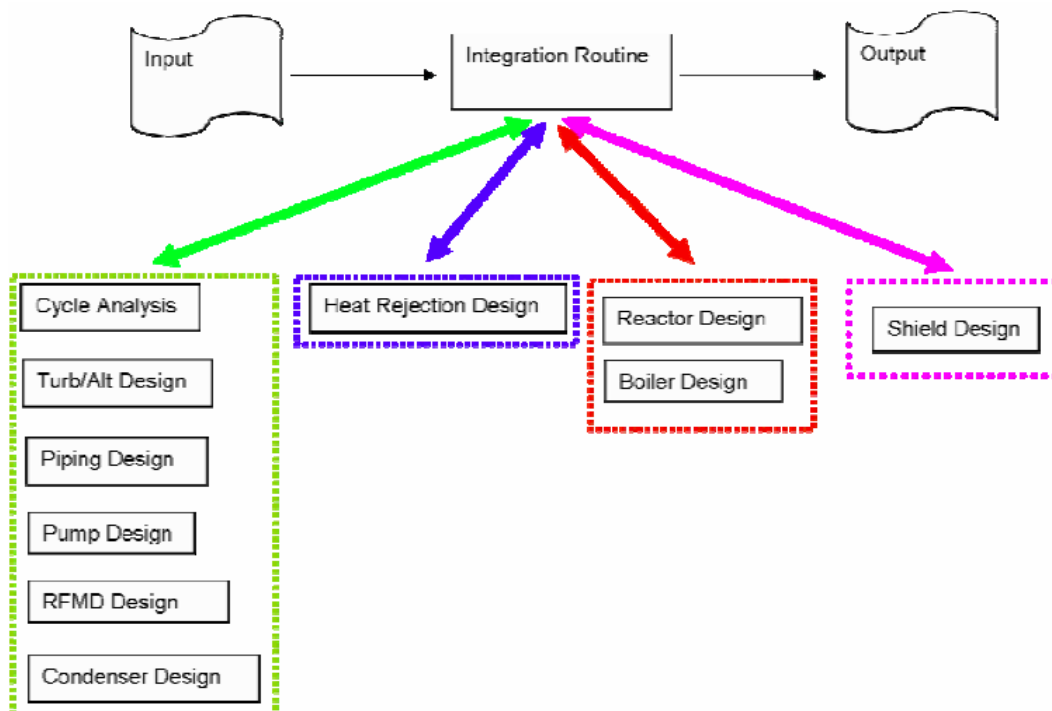 Input
Integration Routine
Output
Cycle Analysis
Turb/Alt Design
Piping Design
Pump Design
RFMD Design
Condenser Design
Heat Rejection Design
Reactor Design
Boiler Design
Shield Design